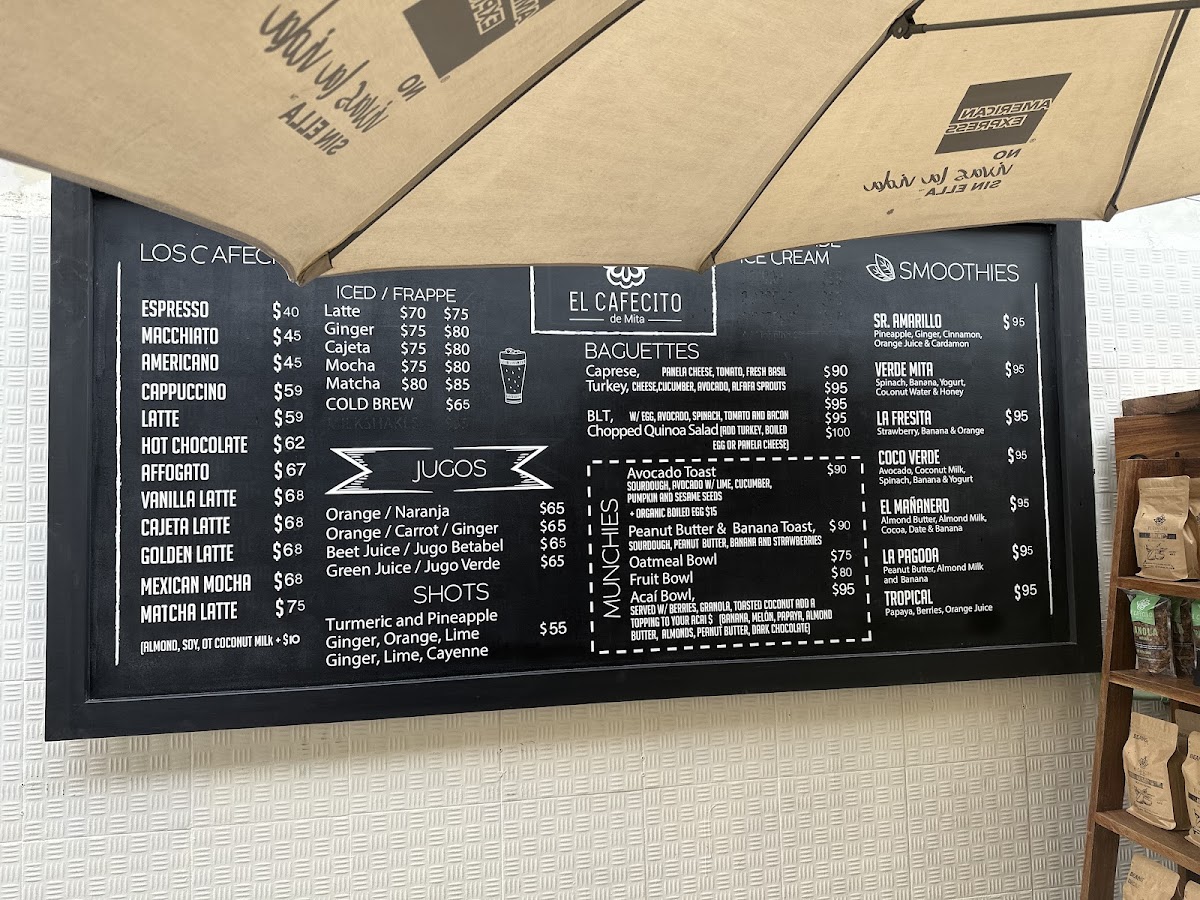 AMERICAN
EXPRESS
NO
vivas la vida
SIN ELLA
AMERICAN
EXPRESS
NO
vivas la vida
SIN ELLA
LOS CAFECI
ESPRESSO $40
MACCHIATO $45
AMERICANO $45
CAPPUCCINO $59
LATTE $59
HOT CHOCOLATE $62
AFFOGATO $67
VANILLA LATTE $68
CAJETA LATTE $68
GOLDEN LATTE $68
MEXICAN MOCHA $68
MATCHA LATTE $75
(ALMOND, SOY, OT COCONUT MILK + $10
ICED / FRAPPE
Latte $70 $75
Ginger $75 $80
Cajeta $75 $80
Mocha $75 $80
Matcha $80 $85
COLD BREW $65
JUGOS
Orange / Naranja $65
Orange / Carrot / Ginger $65
Beet Juice / Jugo Betabel $65
Green Juice / Jugo Verde $65
SHOTS
Turmeric and Pineapple
Ginger, Orange, Lime $55
Ginger, Lime, Cayenne
EL CAFECITO
de Mita
ICE CREAM
BAGUETTES
Caprese, PANELA CHEESE, TOMATO, FRESH BASIL $90
Turkey, CHEESE,CUCUMBER, AVOCADO, ALFAFA SPROUTS $95
$95
BLT, W/ EGG, AVOCADO, SPINACH, TOMATO AND BACON $95
Chopped Quinoa Salad (ADD TURKEY, BOILED $100
EGG OR PANELA CHEESE)
MUNCHIES
Avocado Toast $90
SOURDOUGH, AVOCADO W/ LIME, CUCUMBER,
PUMPKIN AND SESAME SEEDS
+ ORGANIC BOILED EGG $15
Peanut Butter & Banana Toast, $90
SOURDOUGH, PEANUT BUTTER, BANANA AND STRAWBERRIES
Oatmeal Bowl $75
Fruit Bowl $80
Acaí Bowl, $95
SERVED W/ BERRIES, GRANOLA, TOASTED COCONUT ADD A
TOPPING TO YOUR ACAI $ (BANANA, MELÓN, PAPAYA, ALMOND
BUTTER, ALMONDS, PEANUT BUTTER, DARK CHOCOLATE)
SMOOTHIES
SR. AMARILLO $95
Pineapple, Ginger, Cinnamon,
Orange Juice & Cardamon
VERDE MITA $95
Spinach, Banana, Yogurt,
Coconut Water & Honey
LA FRESITA $95
Strawberry, Banana & Orange
COCO VERDE $95
Avocado, Coconut Milk,
Spinach, Banana & Yogurt
EL MAÑANERO $95
Almond Butter, Almond Milk,
Cocoa, Date & Banana
LA PAGODA $95
Peanut Butter, Almond Milk
and Banana
TROPICAL $95
Papaya, Berries, Orange Juice